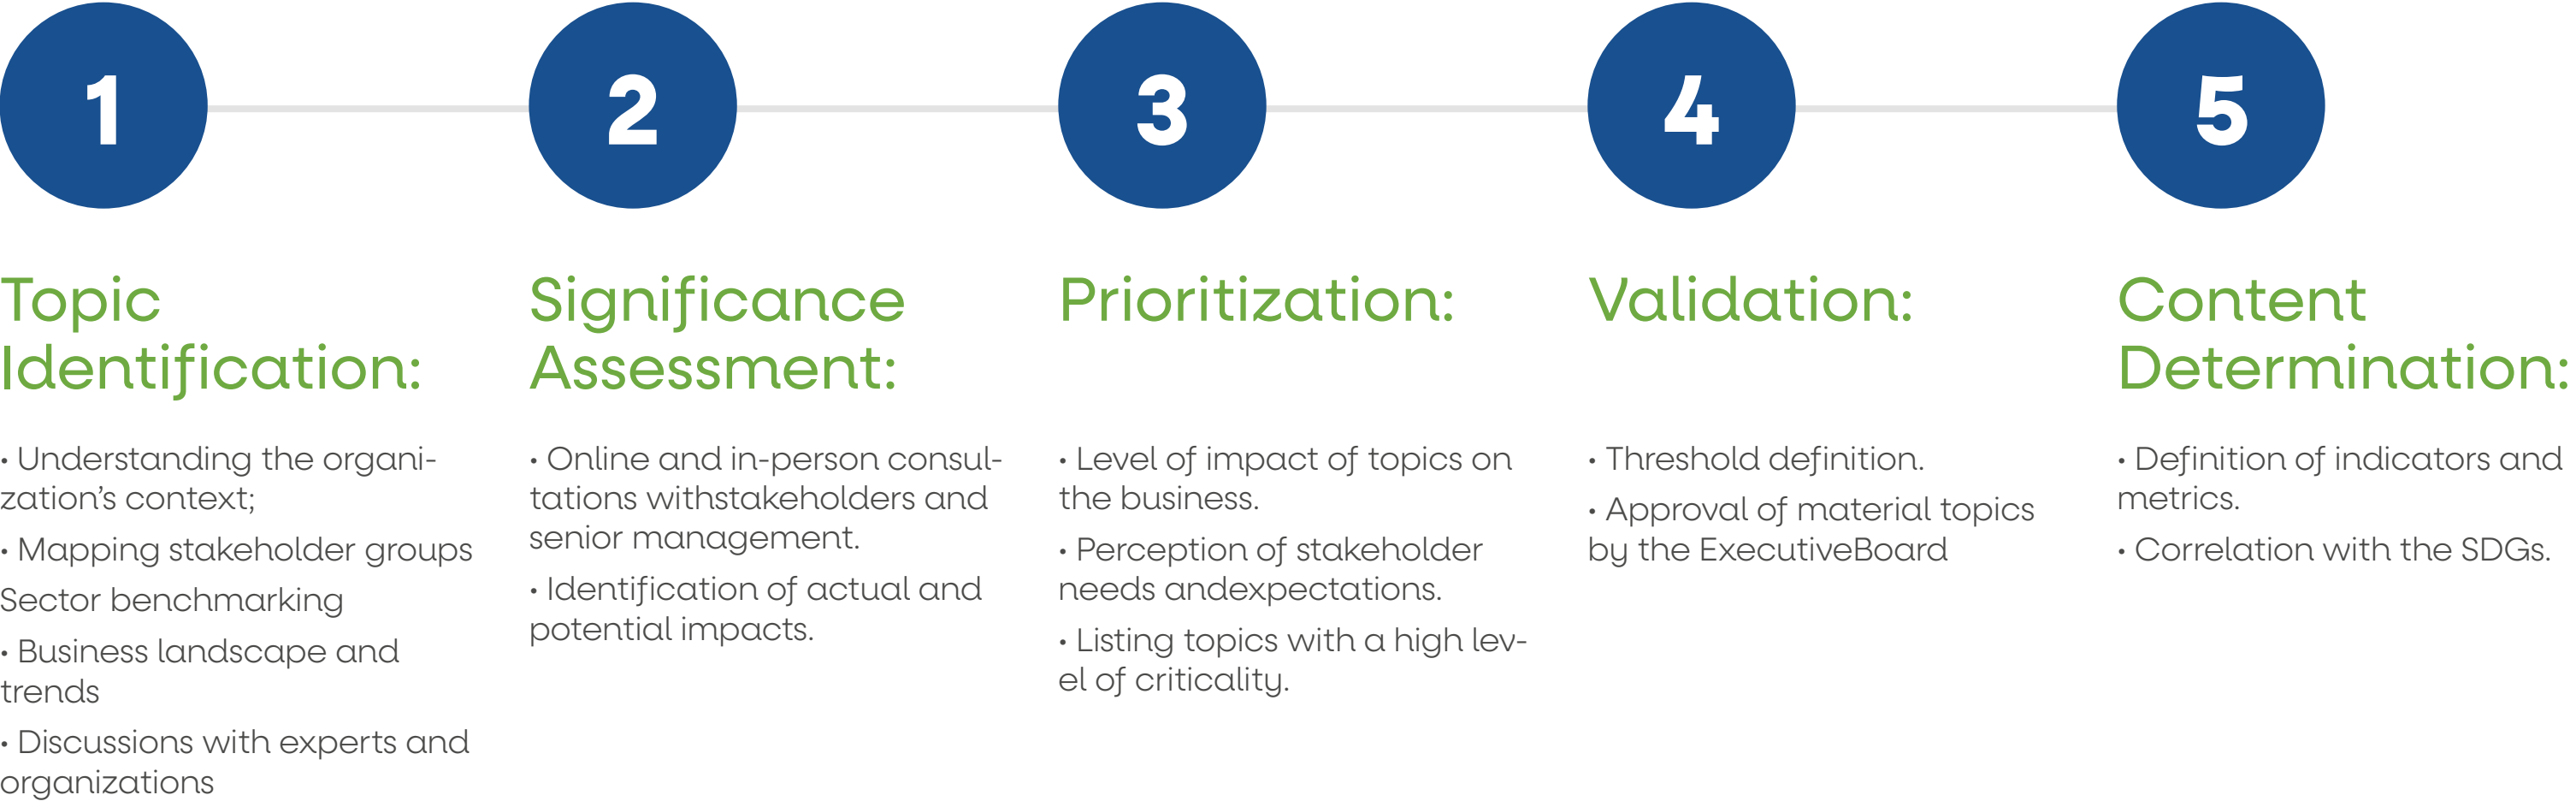 1
2
3
4
5
Topic
Identification:
• Understanding the organi-
zation’s context;
• Mapping stakeholder groups
Sector benchmarking
• Business landscape and
trends
• Discussions with experts and
organizations
Significance
Assessment:
• Online and in-person consul-
tations withstakeholders and
senior management.
• Identification of actual and
potential impacts.
Prioritization:
• Level of impact of topics on
the business.
• Perception of stakeholder
needs andexpectations.
• Listing topics with a high lev-
el of criticality.
Validation:
• Threshold definition.
• Approval of material topics
by the ExecutiveBoard
Content
Determination:
• Definition of indicators and
metrics.
• Correlation with the SDGs.